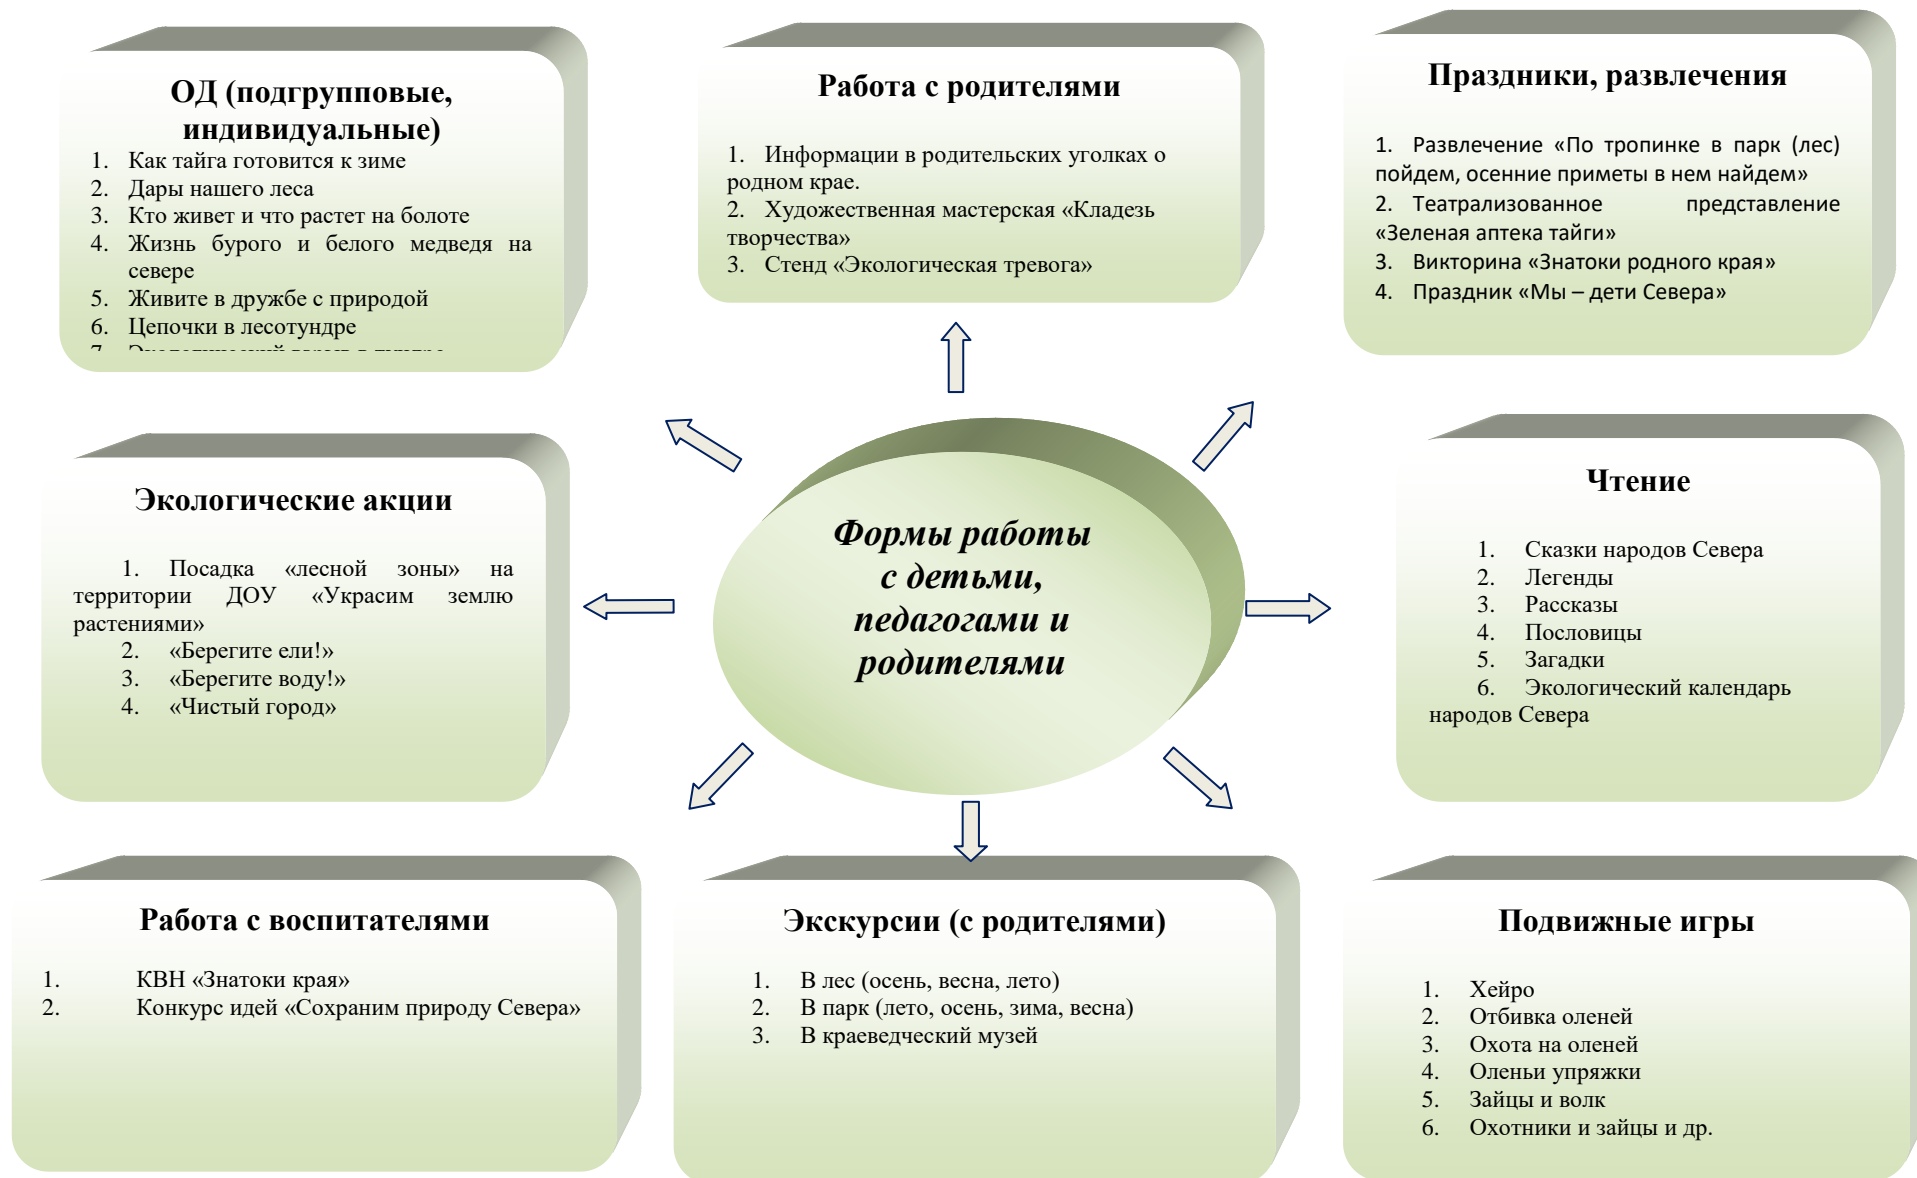 ОД (подгрупповые,
индивидуальные)
1. Как тайга готовится к зиме
2. Дары нашего леса
3. Кто живет и что растет на болоте
4. Жизнь бурого и белого медведя на
севере
5. Живите в дружбе с природой
6. Цепочки в лесотундре
Работа с родителями
1. Информации в родительских уголках о
родном крае.
2. Художественная мастерская «Кладезь
творчества»
3. Стенд «Экологическая тревога»
Праздники, развлечения
1. Развлечение «По тропинке в парк (лес)
пойдем, осенние приметы в нем найдем»
2. Театрализованное представление
«Зеленая аптека тайги»
3. Викторина «Знатоки родного края»
4. Праздник «Мы – дети Севера»
Экологические акции
1. Посадка «лесной зоны» на
территории ДОУ «Украсим землю
растениями»
2. «Берегите ели!»
3. «Берегите воду!»
4. «Чистый город»
Формы работы
с детьми,
педагогами и
родителями
Чтение
1. Сказки народов Севера
2. Легенды
3. Рассказы
4. Пословицы
5. Загадки
6. Экологический календарь
народов Севера
Работа с воспитателями
1. КВН «Знатоки края»
2. Конкурс идей «Сохраним природу Севера»
Экскурсии (с родителями)
1. В лес (осень, весна, лето)
2. В парк (лето, осень, зима, весна)
3. В краеведческий музей
Подвижные игры
1. Хейро
2. Отбивка оленей
3. Охота на оленей
4. Оленьи упряжки
5. Зайцы и волк
6. Охотники и зайцы и др.